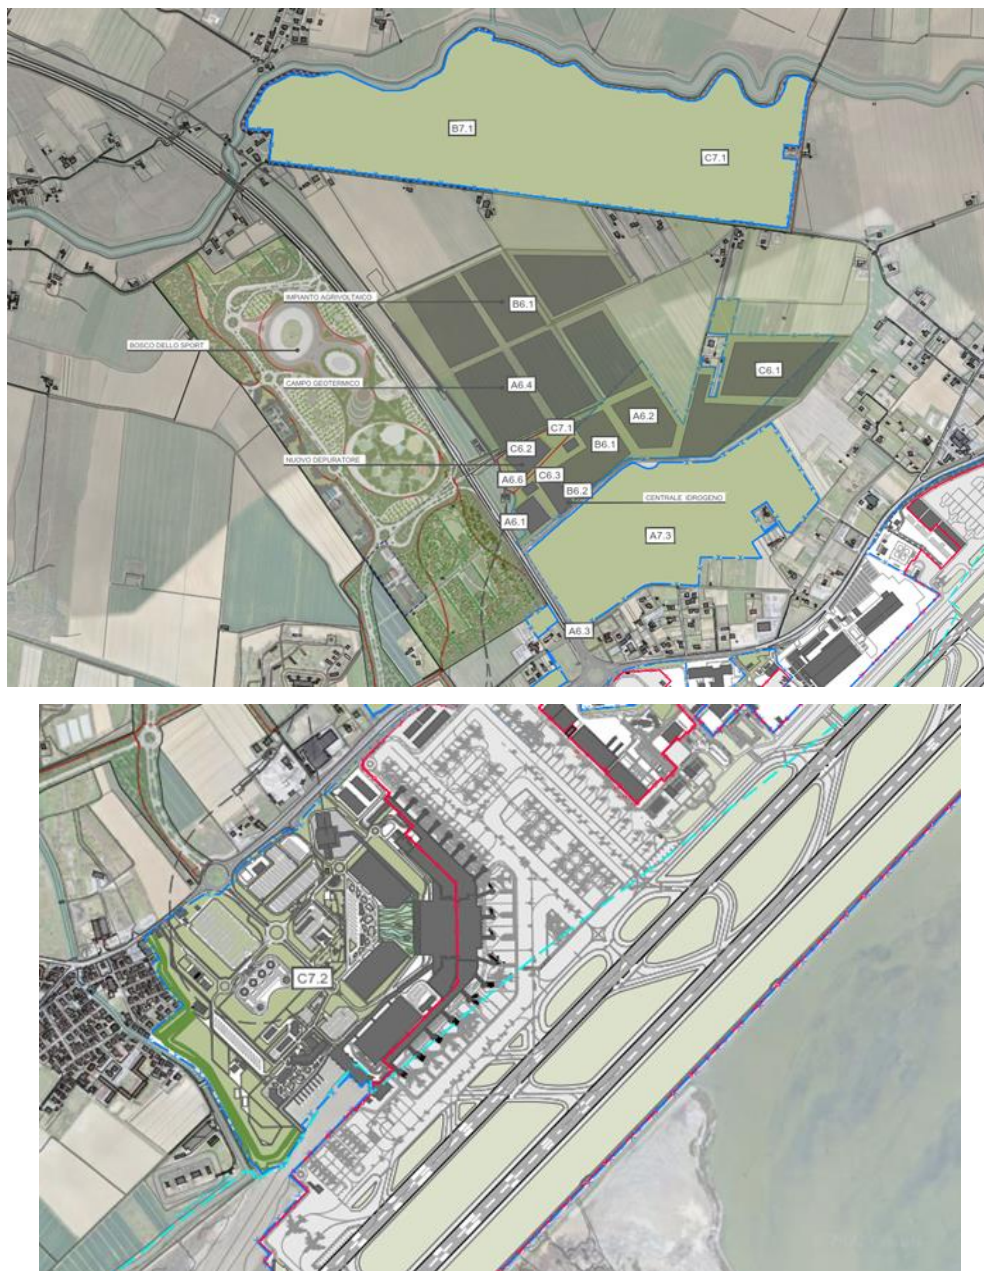 B7.1
C7.1
IMPIANTO AGRIVOLTAICO
B6.1
BOSCO DELLO SPORT
C6.1
CAMPO GEOTERMICO
A6.4
A6.2
C7.1
B6.1
C6.2
NUOVO DEPURATORE
A6.6
C6.3
B6.2
CENTRALE IDROGENO
A6.1
A7.3
A6.3
C7.2